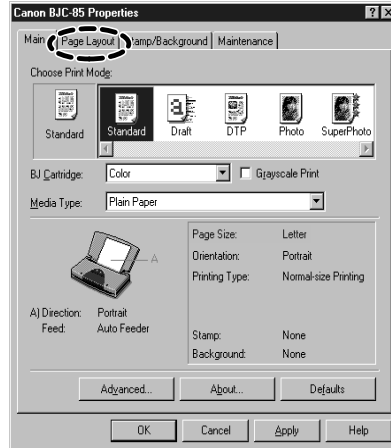 Canon BJC-85 Properties ? X
Main Page Layout Stamp/Background Maintenance
Choose Print Mode:
Standard Standard Draft DTP Photo SuperPhoto
BJ Cartridge: Color Grayscale Print
Media Type: Plain Paper
Page Size: Letter
Orientation: Portrait
Printing Type: Normal-size Printing
A
A) Direction: Portrait
Feed: Auto Feeder
Stamp: None
Background: None
Advanced... About... Defaults
OK Cancel Apply Help